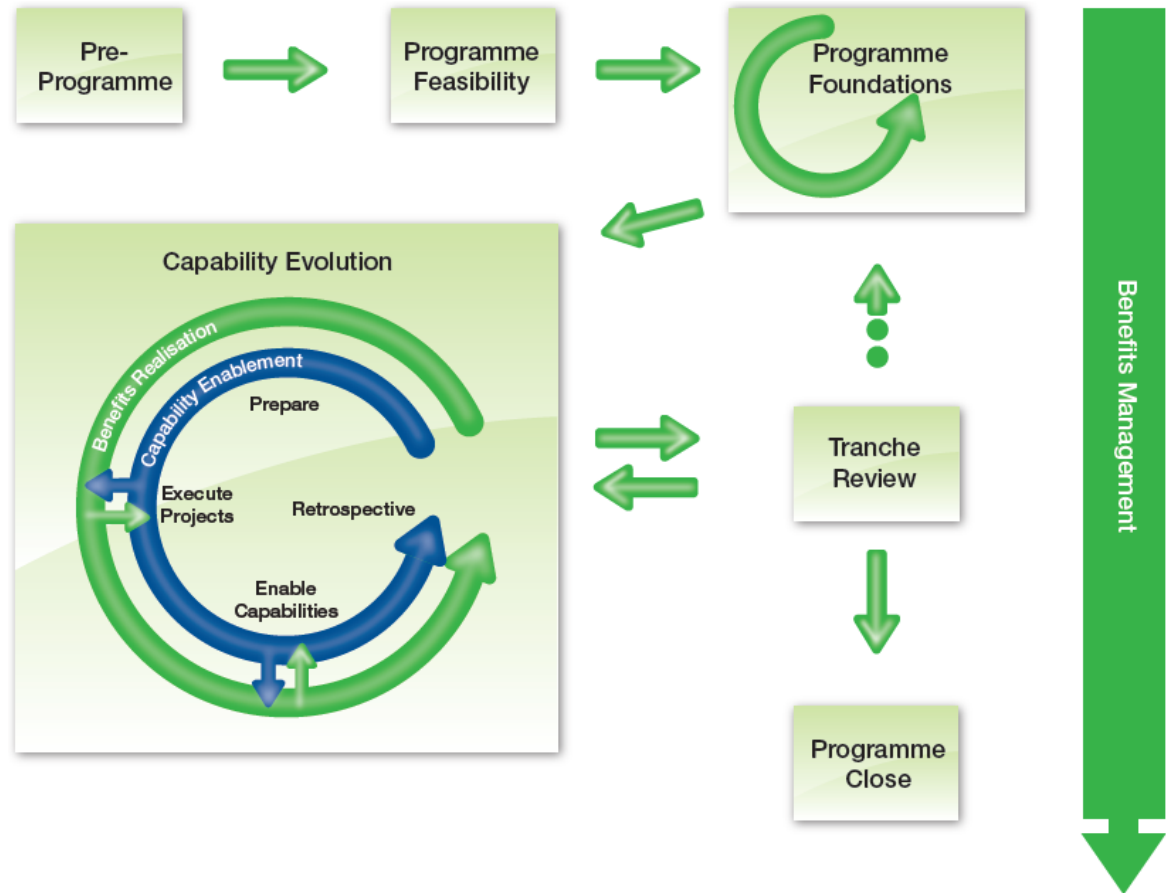 Pre-
Programme
Programme
Feasibility
Programme
Foundations
Capability Evolution
Benefits Realisation
Capability Enablement
Prepare
Execute
Projects
Retrospective
Enable
Capabilities
Tranche
Review
Programme
Close
Benefits Management